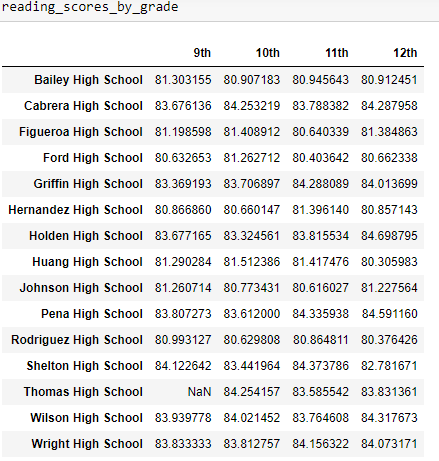 reading_scores_by_grade
9th 10th 11th 12th
Bailey High School 81.303155 80.907183 80.945643 80.912451
Cabrera High School 83.676136 84.253219 83.788382 84.287958
Figueroa High School 81.198598 81.408912 80.640339 81.384863
Ford High School 80.632653 81.262712 80.403642 80.662338
Griffin High School 83.369193 83.706897 84.288089 84.013699
Hernandez High School 80.866860 80.660147 81.396140 80.857143
Holden High School 83.677165 83.324561 83.815534 84.698795
Huang High School 81.290284 81.512386 81.417476 80.305983
Johnson High School 81.260714 80.773431 80.616027 81.227564
Pena High School 83.807273 83.612000 84.335938 84.591160
Rodriguez High School 80.993127 80.629808 80.864811 80.376426
Shelton High School 84.122642 83.441964 84.373786 82.781671
Thomas High School NaN 84.254157 83.585542 83.831361
Wilson High School 83.939778 84.021452 83.764608 84.317673
Wright High School 83.833333 83.812757 84.156322 84.073171